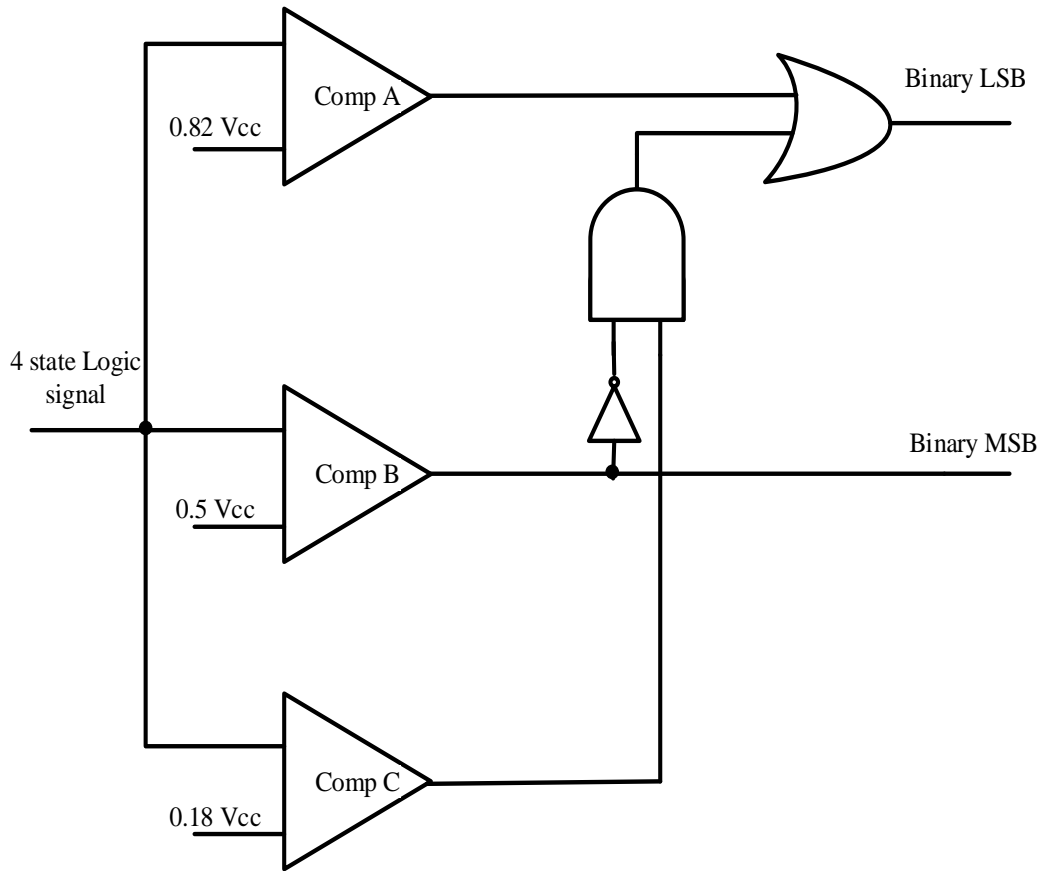 Comp A
Binary LSB
0.82 Vcc
4 state Logic
signal
Comp B
Binary MSB
0.5 Vcc
Comp C
0.18 Vcc